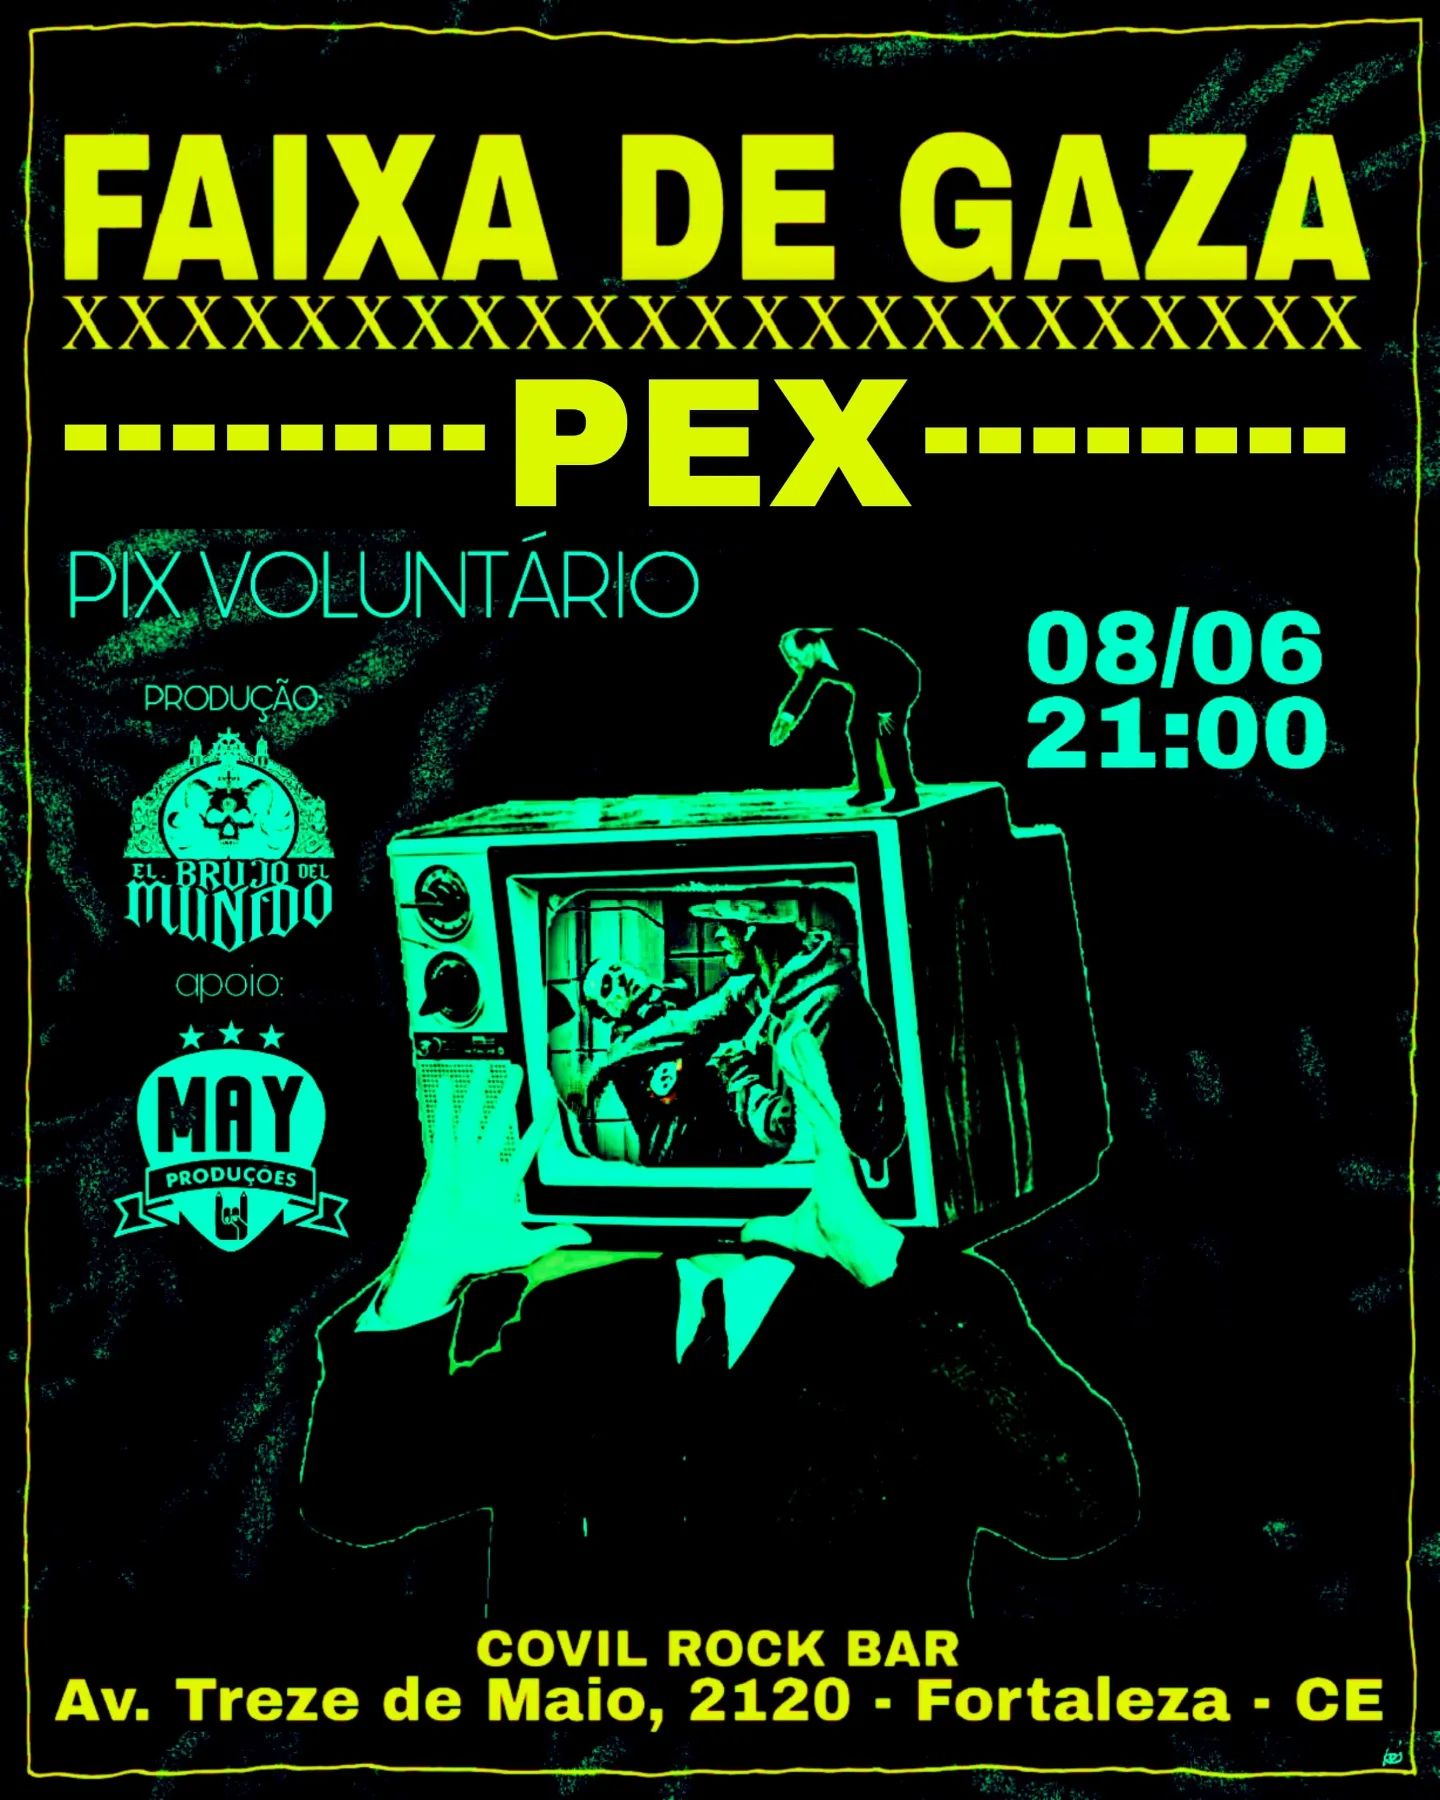 FAIXA DE GAZA
XXXXXXXXXXXXXXXXXXXXXXX
--------PEX--------
PIX VOLUNTÁRIO
08/06
21:00
PRODUÇÃO
EL BRUJO DEL
MUNDO
apoio:
MAY
PRODUÇÕES
COVIL ROCK BAR
Av. Treze de Maio, 2120 - Fortaleza - CE